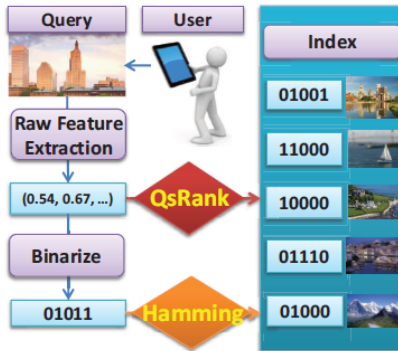 Query
User
Index
Raw Feature
Extraction
(0.54, 0.67, ...)
QsRank
Binarize
01011
Hamming
01001
11000
10000
01110
01000